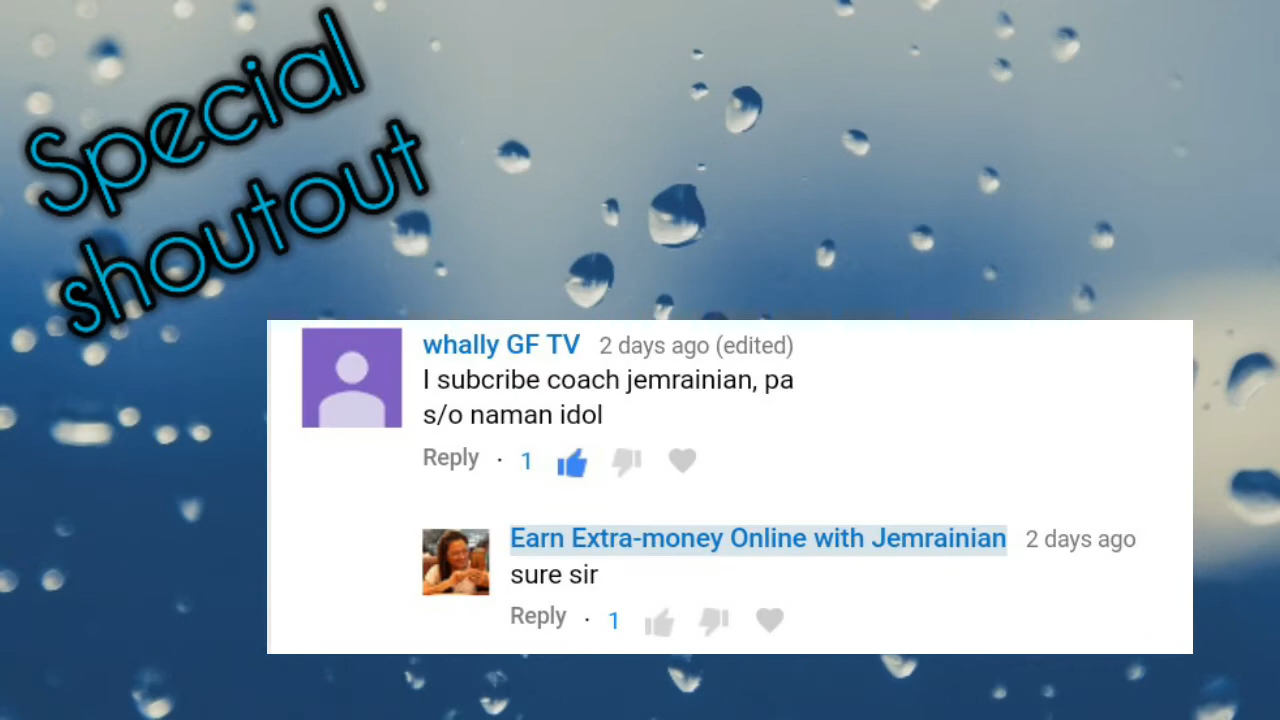 Special
shoutout
whally GF TV 2 days ago (edited)
I subcribe coach jemrainian, pa
s/o naman idol
Reply · 1
Earn Extra-money Online with Jemrainian 2 days ago
sure sir
Reply · 1